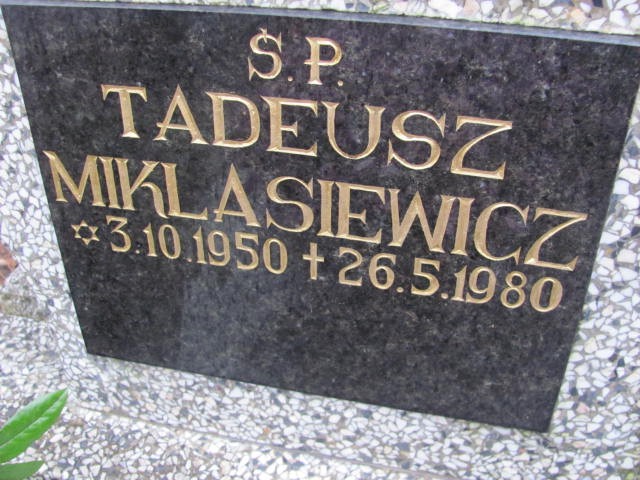 Ś.P.
TADEUSZ
MIKLASIEWICZ
✡3.10.1950 †26.5.1980